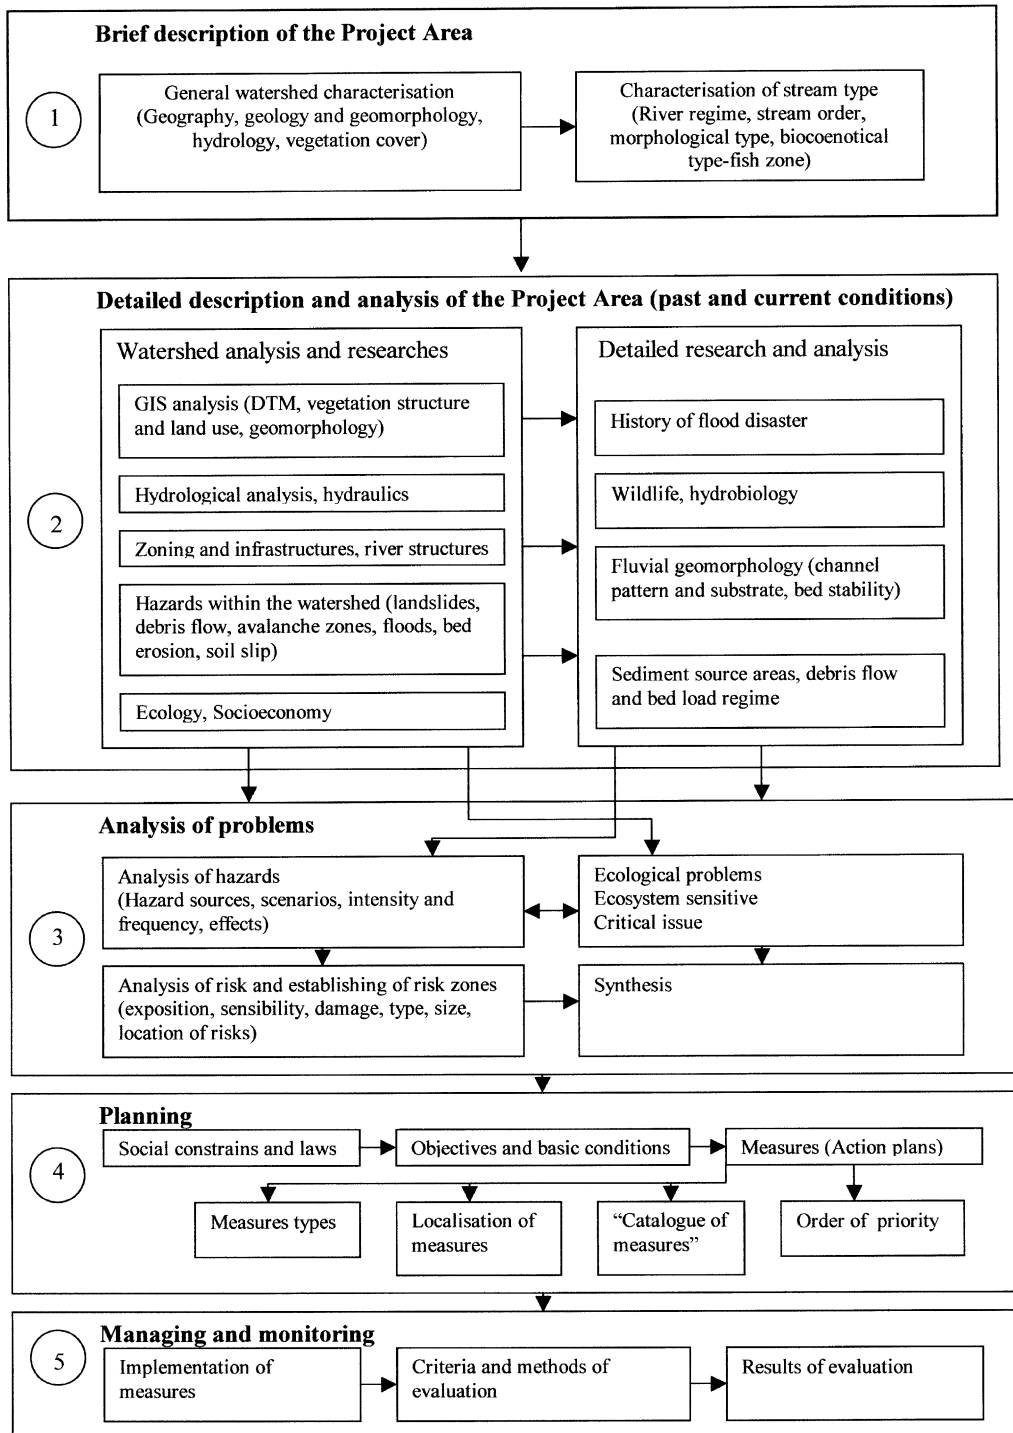 Brief description of the Project Area
1
General watershed characterisation
(Geography, geology and geomorphology,
hydrology, vegetation cover)
Characterisation of stream type
(River regime, stream order,
morphological type, biocoenotical
type-fish zone)
Detailed description and analysis of the Project Area (past and current conditions)
2
Watershed analysis and researches
GIS analysis (DTM, vegetation structure
and land use, geomorphology)
Hydrological analysis, hydraulics
Zoning and infrastructures, river structures
Hazards within the watershed (landslides,
debris flow, avalanche zones, floods, bed
erosion, soil slip)
Ecology, Socioeconomy
Detailed research and analysis
History of flood disaster
Wildlife, hydrobiology
Fluvial geomorphology (channel
pattern and substrate, bed stability)
Sediment source areas, debris flow
and bed load regime
Analysis of problems
3
Analysis of hazards
(Hazard sources, scenarios, intensity and
frequency, effects)
Ecological problems
Ecosystem sensitive
Critical issue
Analysis of risk and establishing of risk zones
(exposition, sensibility, damage, type, size,
location of risks)
Synthesis
Planning
4
Social constrains and laws
Objectives and basic conditions
Measures (Action plans)
Measures types
Localisation of
measures
“Catalogue of
measures”
Order of priority
Managing and monitoring
5
Implementation of
measures
Criteria and methods of
evaluation
Results of evaluation